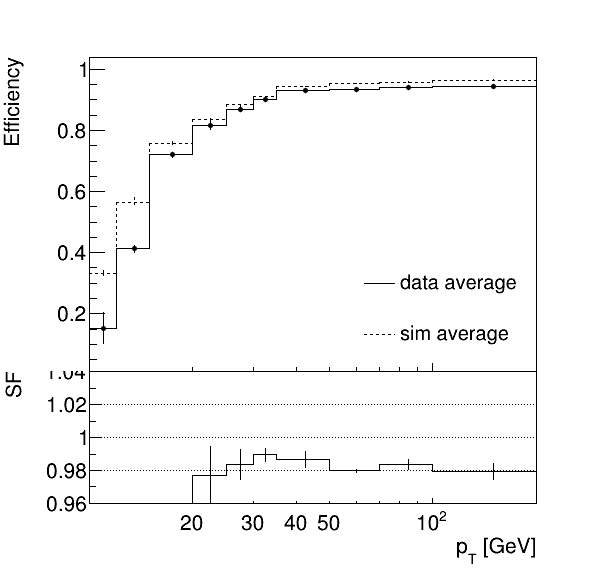 Efficiency
1
0.8
0.6
0.4
0.2
data average
sim average
SF
1.04
1.02
1
0.98
0.96
20 30 40 50 10²
p_T [GeV]